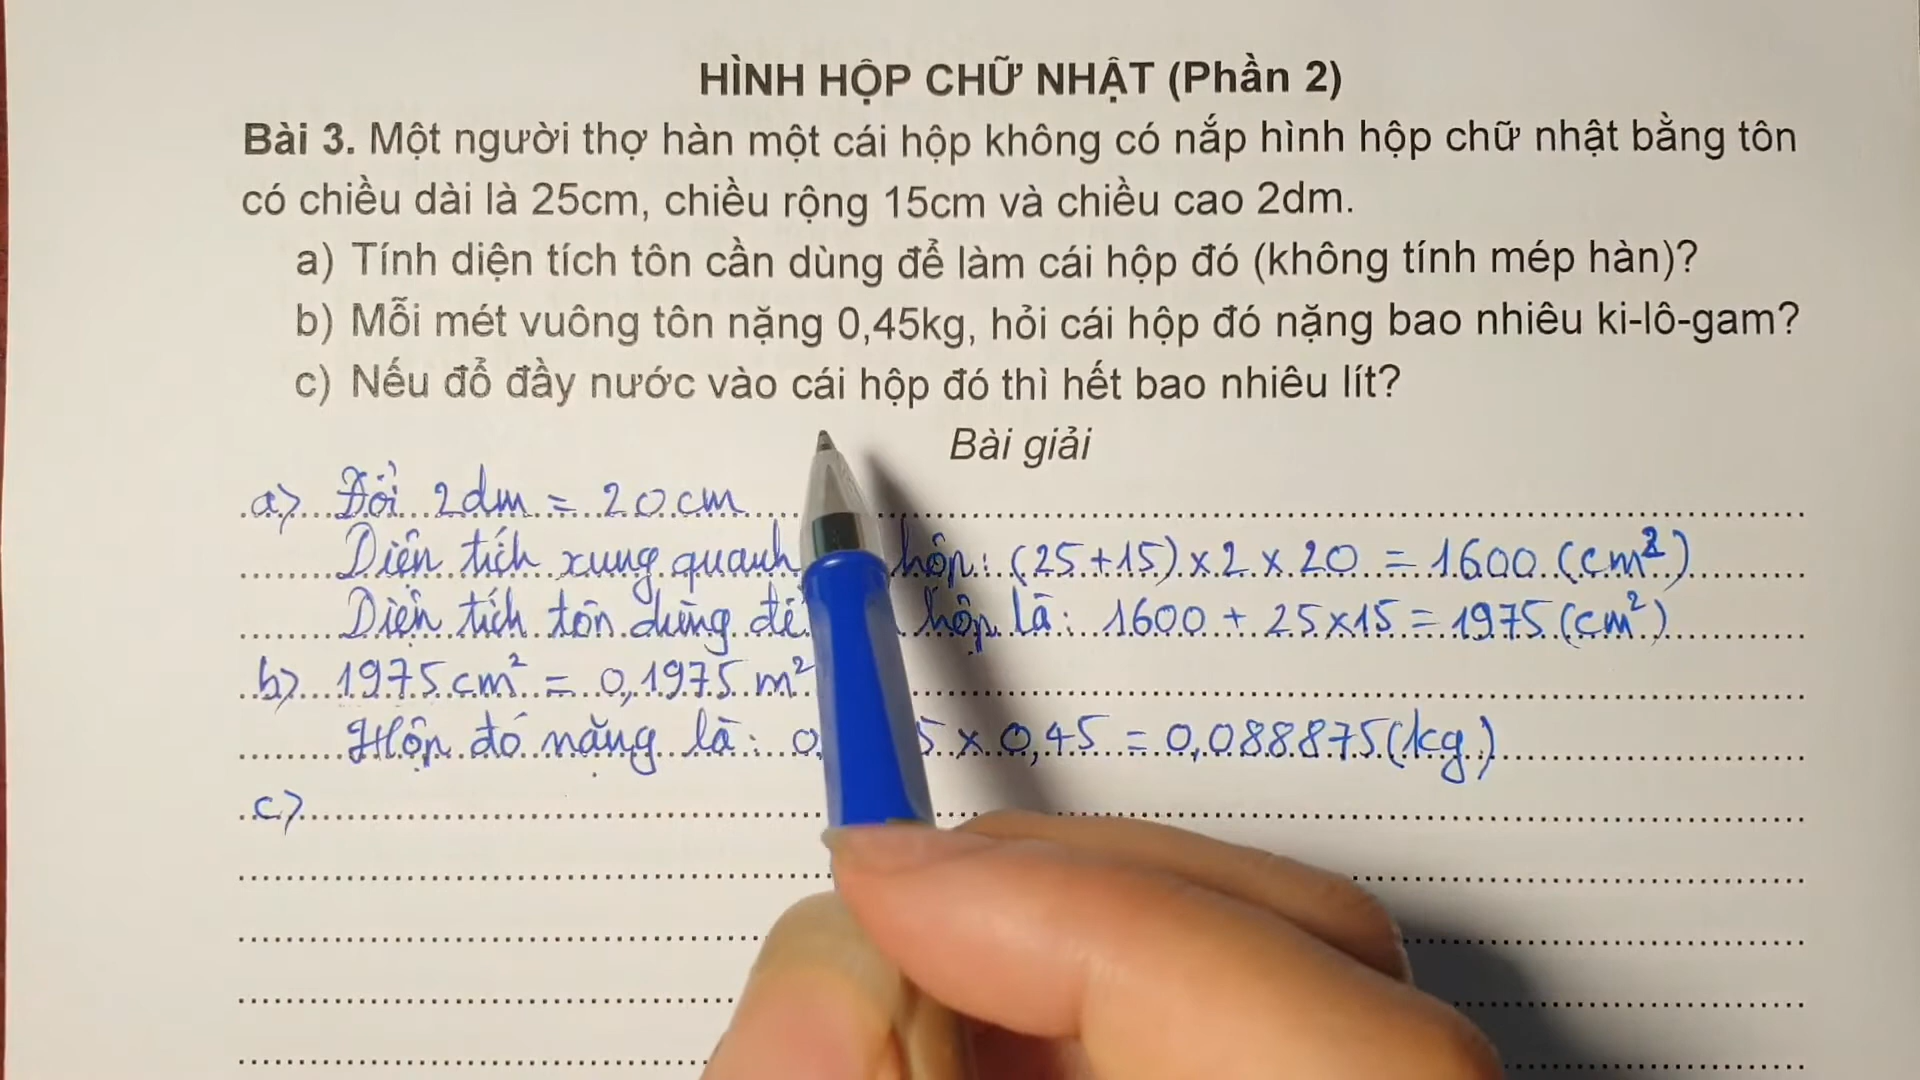 HÌNH HỘP CHỮ NHẬT (Phần 2)
Bài 3. Một người thợ hàn một cái hộp không có nắp hình hộp chữ nhật bằng tôn
có chiều dài là 25cm, chiều rộng 15cm và chiều cao 2dm.
a) Tính diện tích tôn cần dùng để làm cái hộp đó (không tính mép hàn)?
b) Mỗi mét vuông tôn nặng 0,45kg, hỏi cái hộp đó nặng bao nhiêu ki-lô-gam?
c) Nếu đổ đầy nước vào cái hộp đó thì hết bao nhiêu lít?
Bài giải
a) Đổi 2dm = 20cm
Diện tích xung quanh hộp: (25+15)×2×20 = 1600 (cm²)
Diện tích tôn dùng để hộp là: 1600 + 25×15 = 1975 (cm²)
b) 1975cm² = 0,1975 m²
Hộp đó nặng là: 0, 5 × 0,45 = 0,088875(kg)
c)